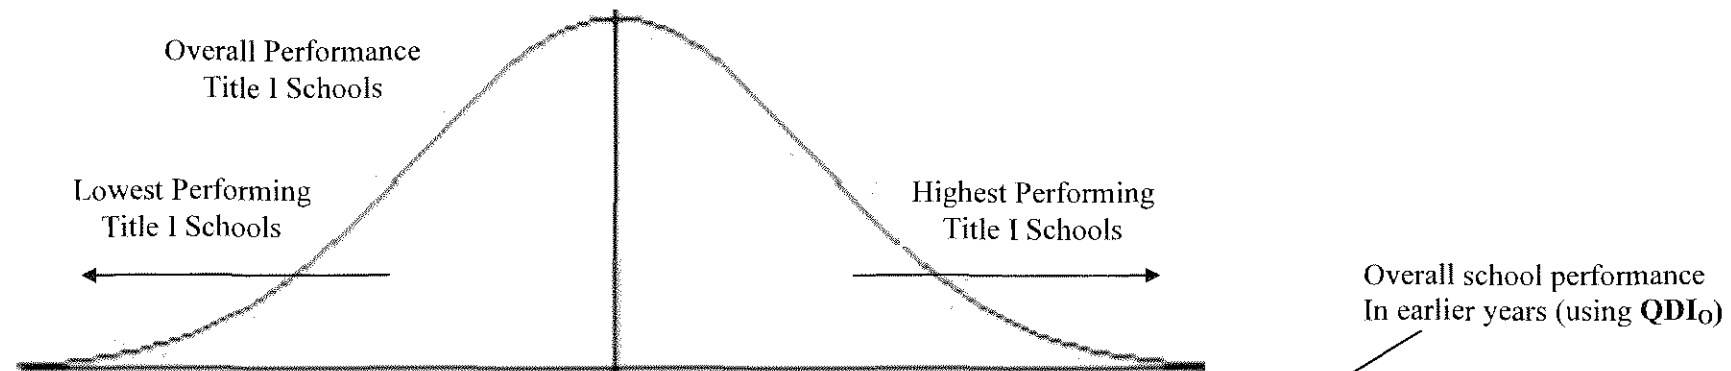 Overall Performance
Title I Schools
Lowest Performing
Title I Schools
Highest Performing
Title I Schools
Overall school performance
In earlier years (using QDIO)